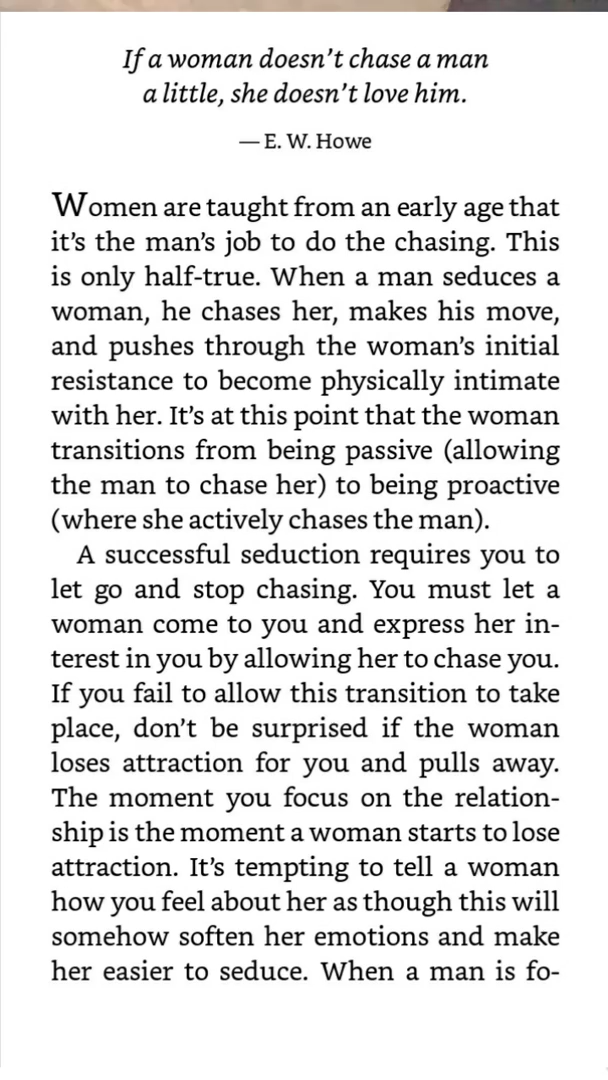 If a woman doesn't chase a man
a little, she doesn't love him.
— E. W. Howe
Women are taught from an early age that
it's the man's job to do the chasing. This
is only half-true. When a man seduces a
woman, he chases her, makes his move,
and pushes through the woman's initial
resistance to become physically intimate
with her. It's at this point that the woman
transitions from being passive (allowing
the man to chase her) to being proactive
(where she actively chases the man).
A successful seduction requires you to
let go and stop chasing. You must let a
woman come to you and express her in-
terest in you by allowing her to chase you.
If you fail to allow this transition to take
place, don't be surprised if the woman
loses attraction for you and pulls away.
The moment you focus on the relation-
ship is the moment a woman starts to lose
attraction. It's tempting to tell a woman
how you feel about her as though this will
somehow soften her emotions and make
her easier to seduce. When a man is fo-